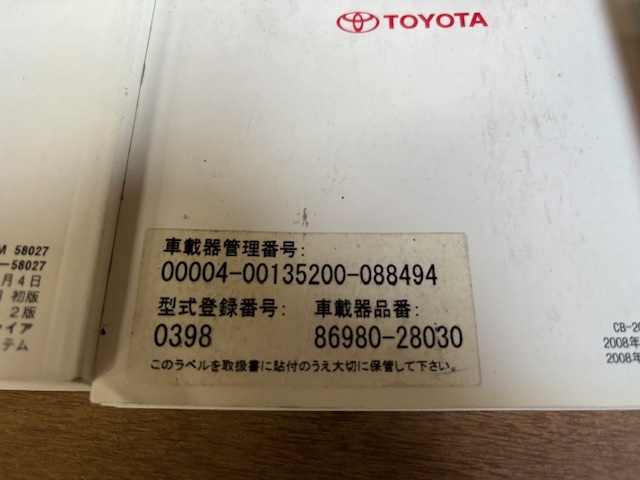 TOYOTA
M 58027
-58027
月4日
初版
2版
ァイア
テム
車載器管理番号:
00004-00135200-088494
型式登録番号: 車載器品番:
0398 86980-28030
このラベルを取扱書に貼付のうえ大切に保管して下さい。
CB-20
2008年
2008年